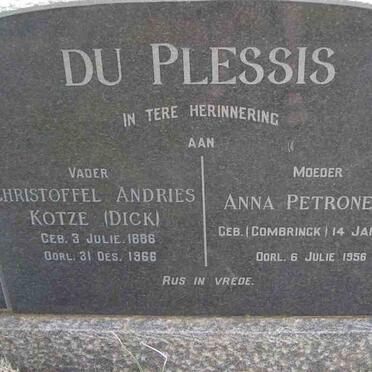 DU PLESSIS
IN TERE HERINNERING
AAN
VADER
CHRISTOFFEL ANDRIES
KOTZE (DICK)
GEB. 3 JULIE. 1886
OORL. 31 DES. 1966
MOEDER
ANNA PETRONE
GEB. (COMBRINCK) 14 JA
OORL. 6 JULIE 1956
RUS IN VREDE.